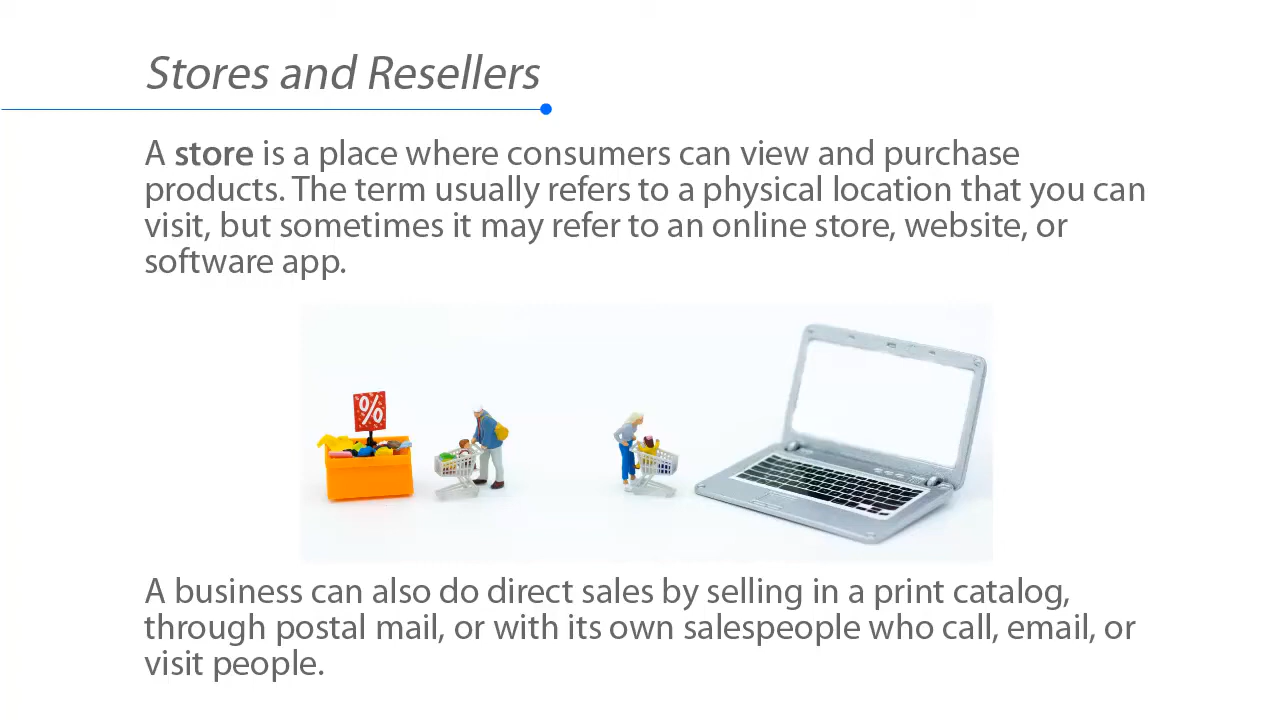 Stores and Resellers
A store is a place where consumers can view and purchase
products. The term usually refers to a physical location that you can
visit, but sometimes it may refer to an online store, website, or
software app.
%
A business can also do direct sales by selling in a print catalog,
through postal mail, or with its own salespeople who call, email, or
visit people.